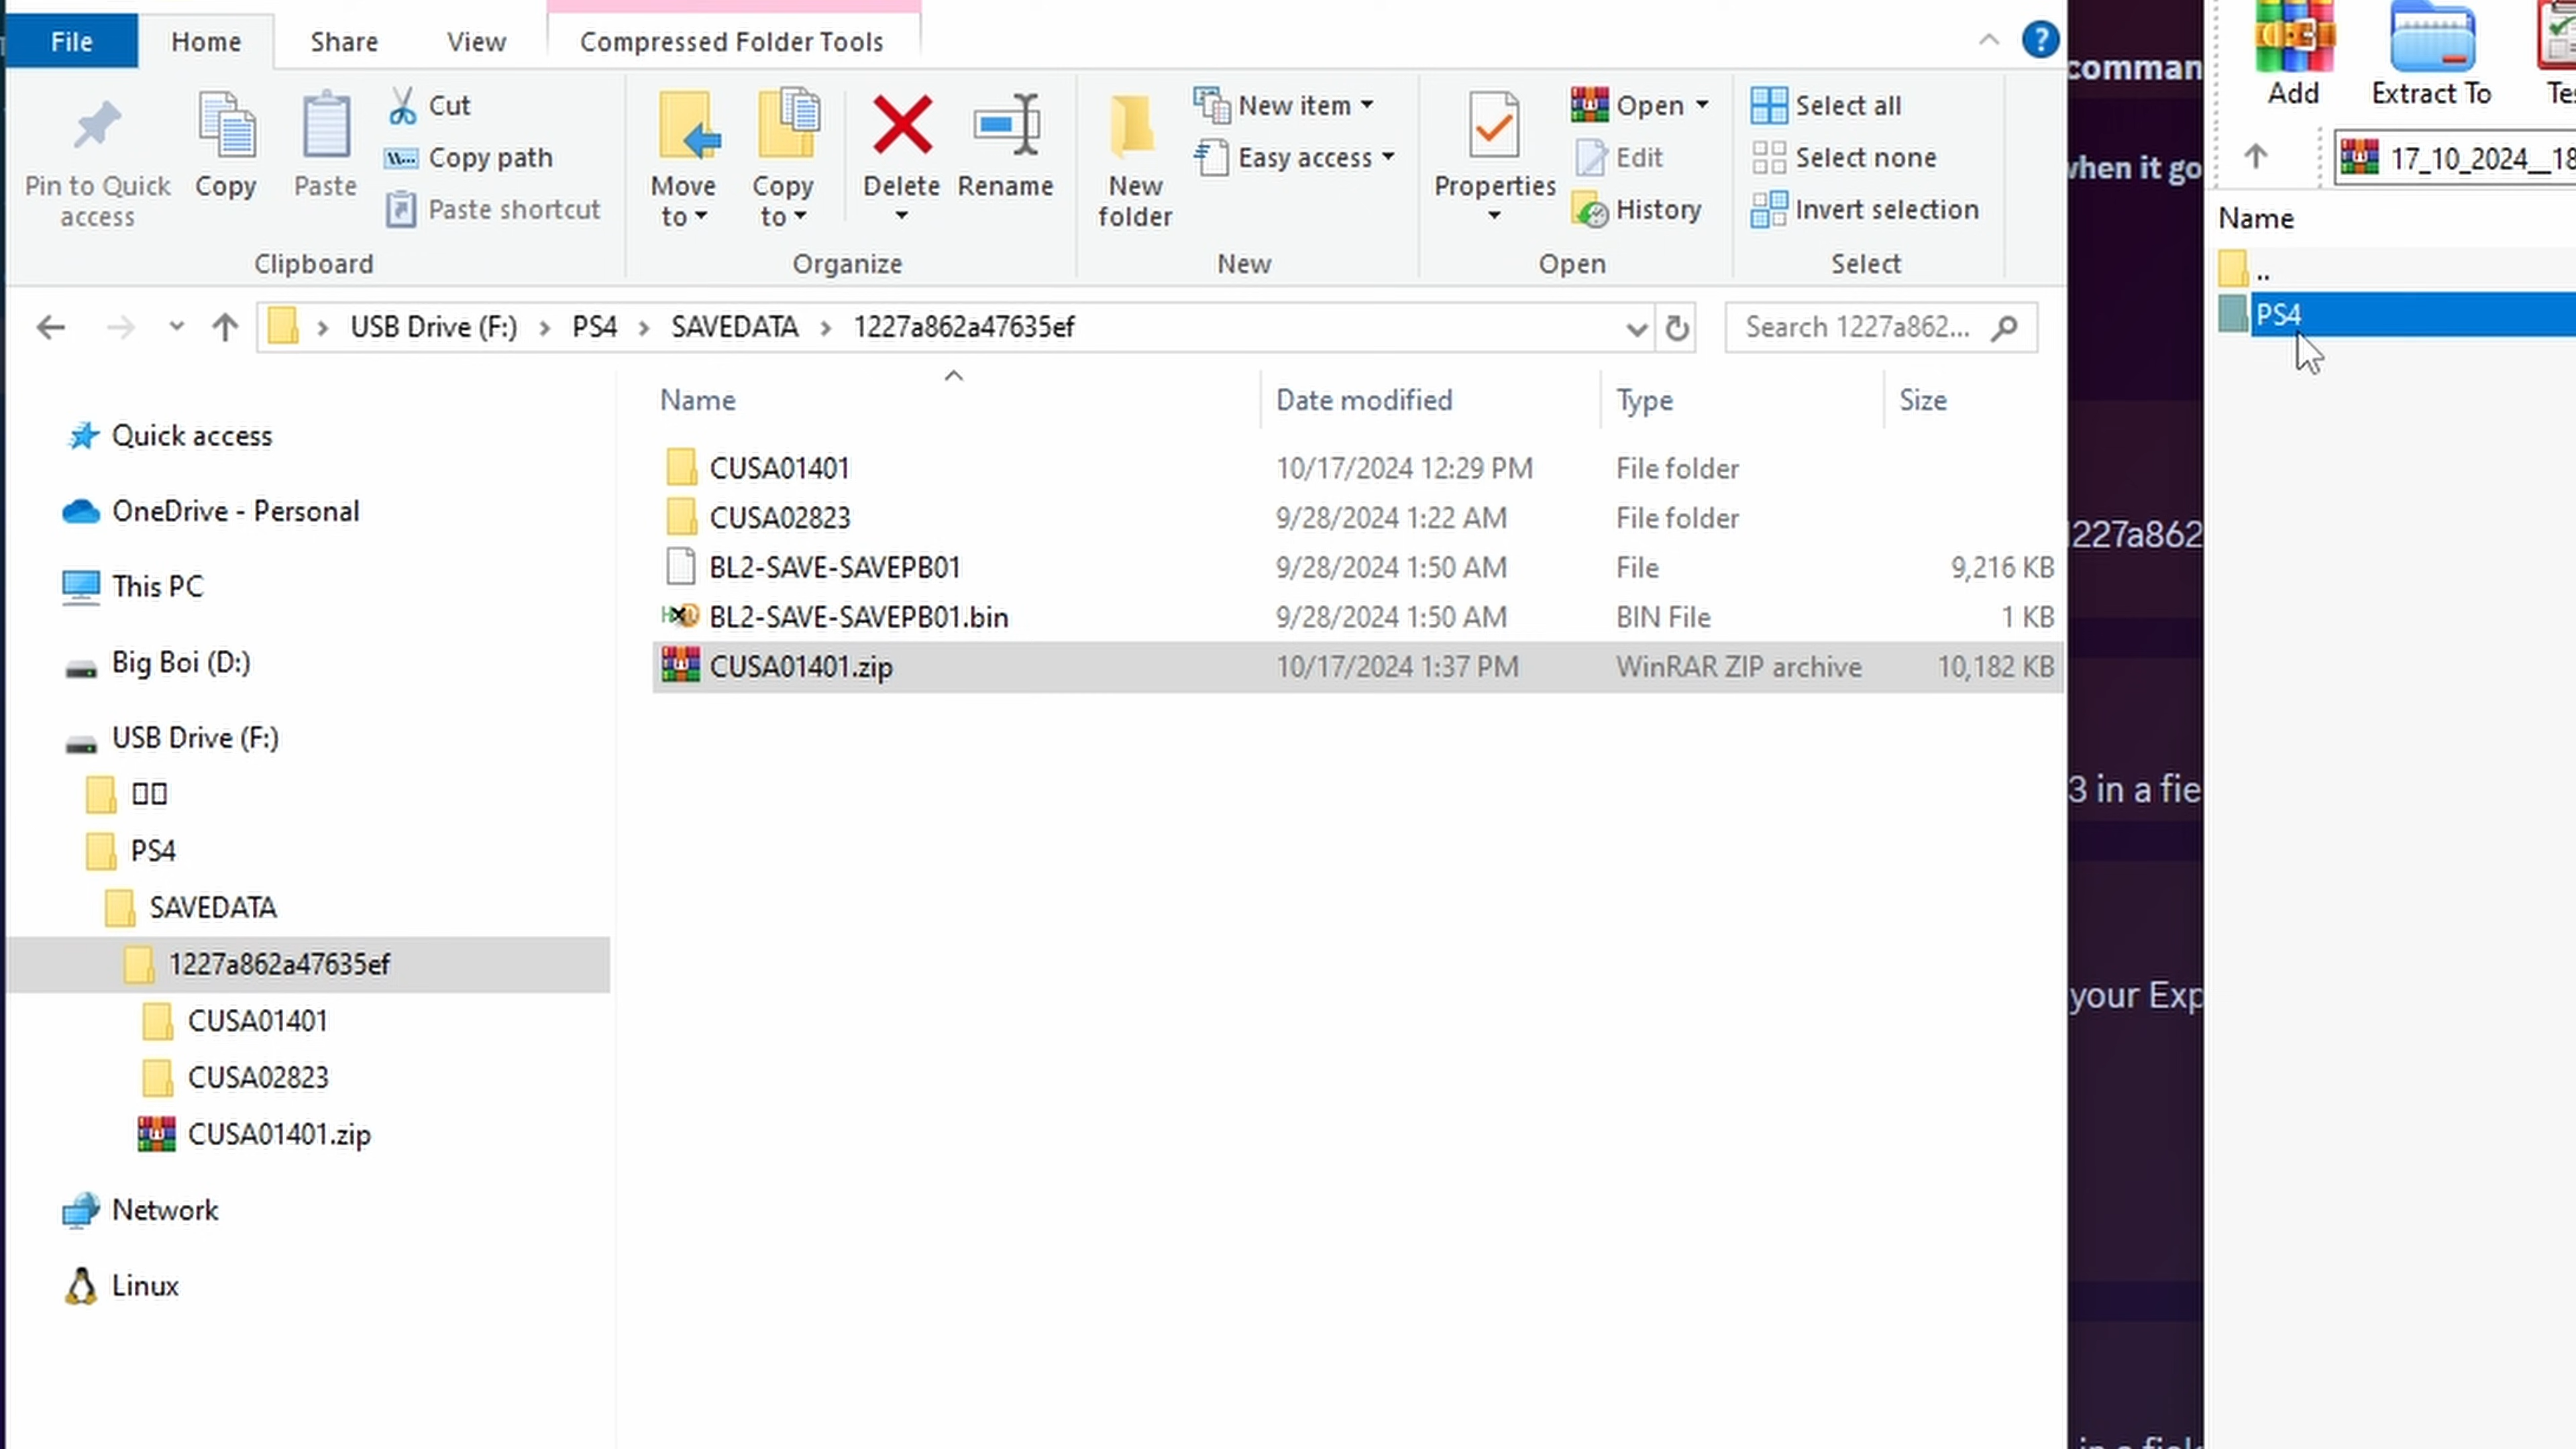 File Home Share View Compressed Folder Tools
Pin to Quick access
Copy
Paste
Cut
Copy path
Paste shortcut
Clipboard
Move to
Copy to
Delete
Rename
Organize
New folder
New item
Easy access
New
Properties
Open
Edit
History
Open
Select all
Select none
Invert selection
Select
USB Drive (F:) PS4 SAVEDATA 1227a862a47635ef
Search 1227a862...
Name Date modified Type Size
CUSA01401 10/17/2024 12:29 PM File folder
CUSA02823 9/28/2024 1:22 AM File folder
BL2-SAVE-SAVEPB01 9/28/2024 1:50 AM File 9,216 KB
BL2-SAVE-SAVEPB01.bin 9/28/2024 1:50 AM BIN File 1 KB
CUSA01401.zip 10/17/2024 1:37 PM WinRAR ZIP archive 10,182 KB
Quick access
OneDrive - Personal
This PC
Big Boi (D:)
USB Drive (F:)
PS4
SAVEDATA
1227a862a47635ef
CUSA01401
CUSA02823
CUSA01401.zip
Network
Linux
comman
when it go
1227a862
3 in a fie
your Exp
Add
Extract To
Tes
17_10_2024__18
Name
..
PS4